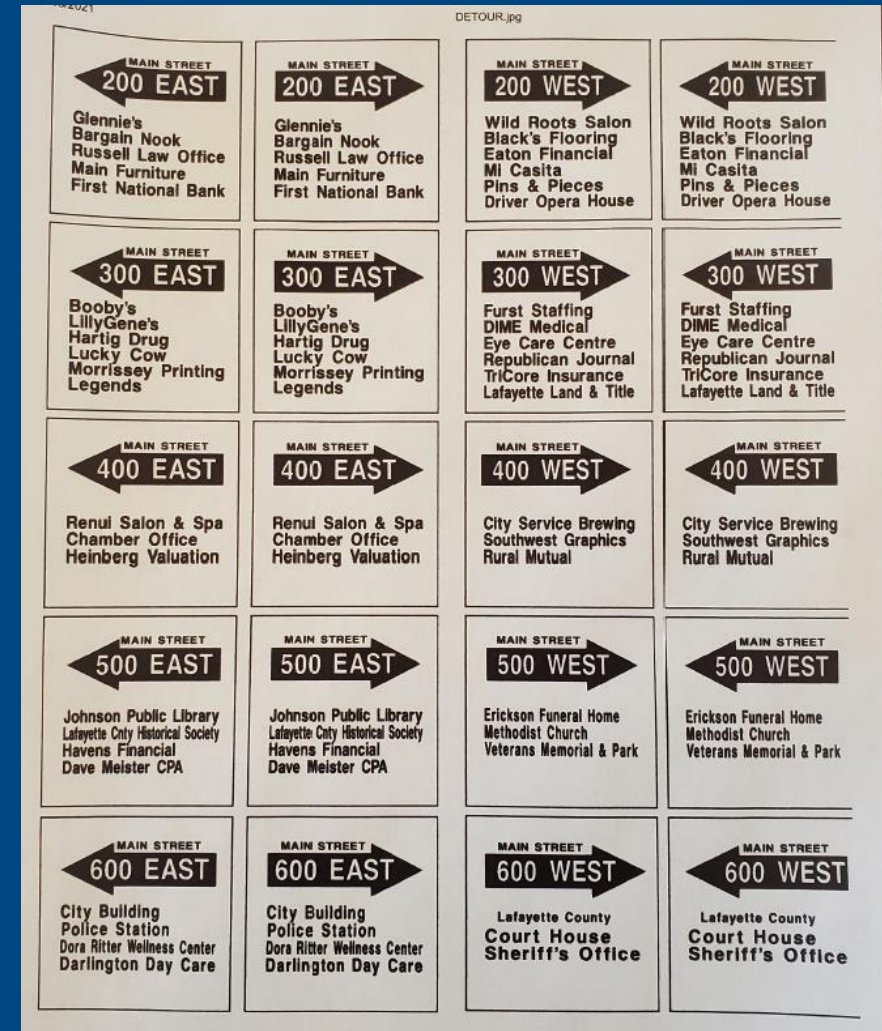 DETOUR.jpg
MAIN STREET
200 EAST
Glennie's
Bargain Nook
Russell Law Office
Main Furniture
First National Bank
MAIN STREET
200 EAST
Glennie's
Bargain Nook
Russell Law Office
Main Furniture
First National Bank
MAIN STREET
200 WEST
Wild Roots Salon
Black's Flooring
Eaton Financial
Mi Casita
Pins & Pieces
Driver Opera House
MAIN STREET
200 WEST
Wild Roots Salon
Black's Flooring
Eaton Financial
Mi Casita
Pins & Pieces
Driver Opera House
MAIN STREET
300 EAST
Booby's
LillyGene's
Hartig Drug
Lucky Cow
Morrissey Printing
Legends
MAIN STREET
300 EAST
Booby's
LillyGene's
Hartig Drug
Lucky Cow
Morrissey Printing
Legends
MAIN STREET
300 WEST
Furst Staffing
DIME Medical
Eye Care Centre
Republican Journal
TriCore Insurance
Lafayette Land & Title
MAIN STREET
300 WEST
Furst Staffing
DIME Medical
Eye Care Centre
Republican Journal
TriCore Insurance
Lafayette Land & Title
MAIN STREET
400 EAST
Renui Salon & Spa
Chamber Office
Heinberg Valuation
MAIN STREET
400 EAST
Renui Salon & Spa
Chamber Office
Heinberg Valuation
MAIN STREET
400 WEST
City Service Brewing
Southwest Graphics
Rural Mutual
MAIN STREET
400 WEST
City Service Brewing
Southwest Graphics
Rural Mutual
MAIN STREET
500 EAST
Johnson Public Library
Lafayette Cnty Historical Society
Havens Financial
Dave Meister CPA
MAIN STREET
500 EAST
Johnson Public Library
Lafayette Cnty Historical Society
Havens Financial
Dave Meister CPA
MAIN STREET
500 WEST
Erickson Funeral Home
Methodist Church
Veterans Memorial & Park
MAIN STREET
500 WEST
Erickson Funeral Home
Methodist Church
Veterans Memorial & Park
MAIN STREET
600 EAST
City Building
Police Station
Dora Ritter Wellness Center
Darlington Day Care
MAIN STREET
600 EAST
City Building
Police Station
Dora Ritter Wellness Center
Darlington Day Care
MAIN STREET
600 WEST
Lafayette County
Court House
Sheriff's Office
MAIN STREET
600 WEST
Lafayette County
Court House
Sheriff's Office